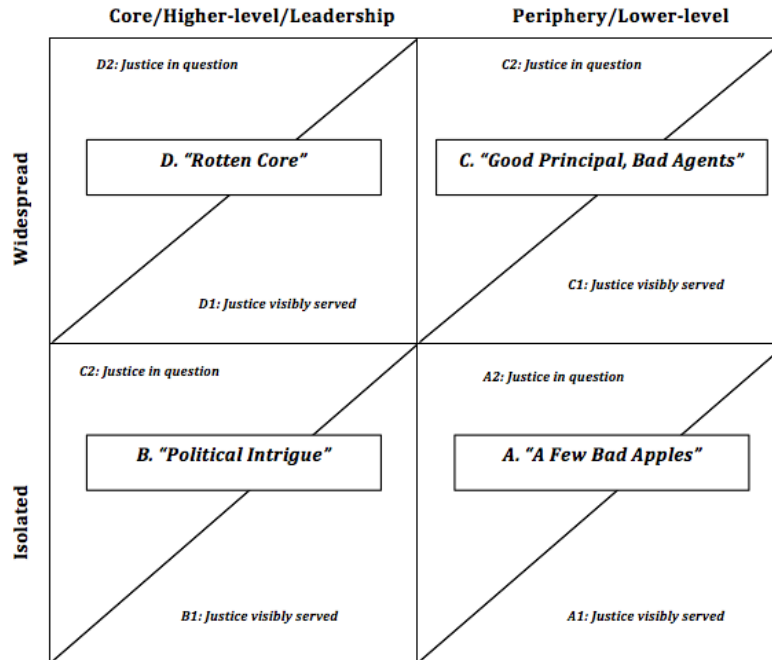 Core/Higher-level/Leadership
Periphery/Lower-level
Widespread
D2: Justice in question
C2: Justice in question
D. “Rotten Core”
C. “Good Principal, Bad Agents”
D1: Justice visibly served
C1: Justice visibly served
Isolated
C2: Justice in question
A2: Justice in question
B. “Political Intrigue”
A. “A Few Bad Apples”
B1: Justice visibly served
A1: Justice visibly served